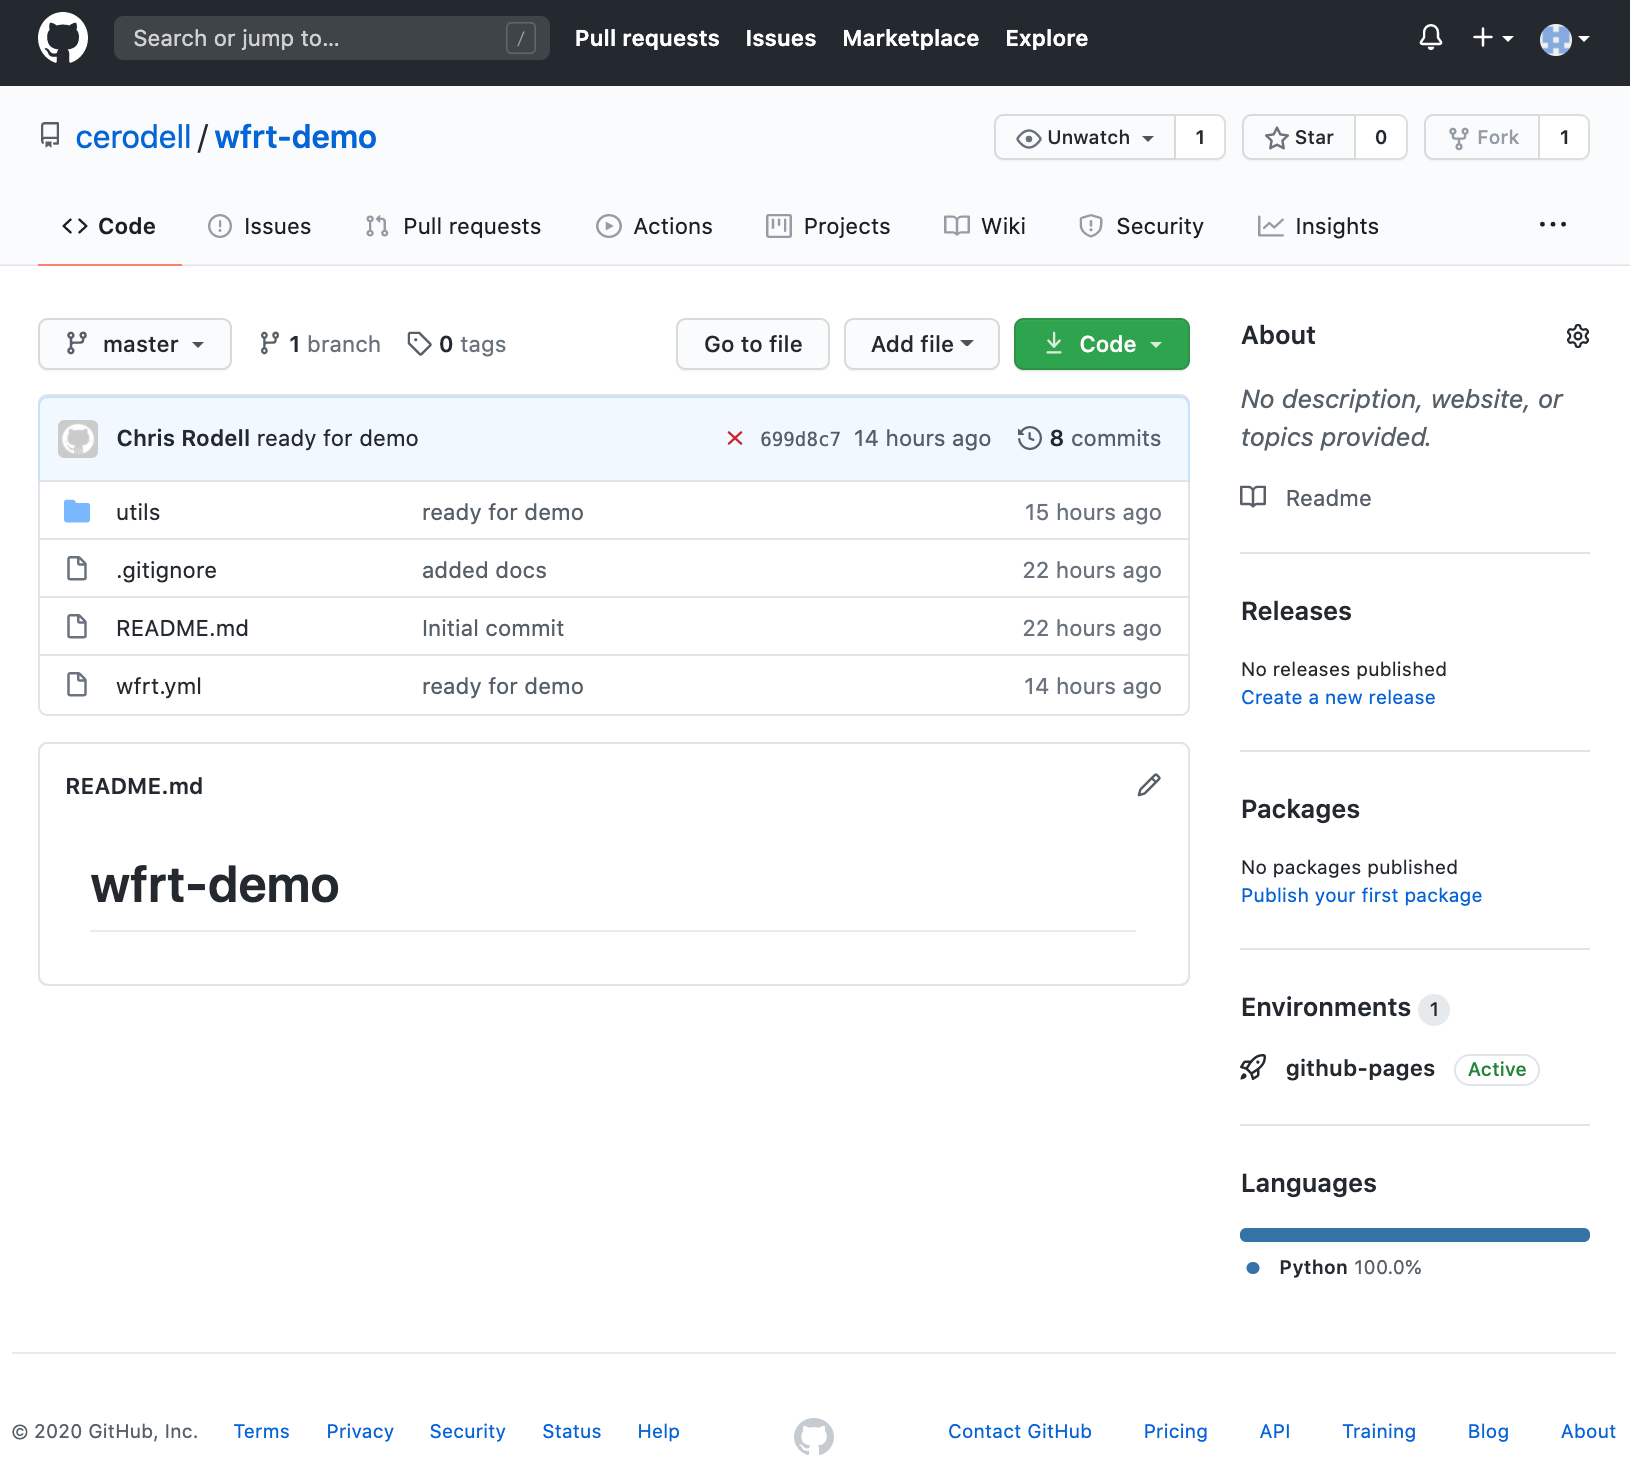 Search or jump to... /
Pull requests Issues Marketplace Explore
cerodell / wfrt-demo
Unwatch 1 Star 0 Fork 1
Code Issues Pull requests Actions Projects Wiki Security Insights ...
master 1 branch 0 tags Go to file Add file Code
Chris Rodell ready for demo 699d8c7 14 hours ago 8 commits
utils ready for demo 15 hours ago
.gitignore added docs 22 hours ago
README.md Initial commit 22 hours ago
wfrt.yml ready for demo 14 hours ago
README.md
wfrt-demo
About
No description, website, or
topics provided.
Readme
Releases
No releases published
Create a new release
Packages
No packages published
Publish your first package
Environments 1
github-pages Active
Languages
Python 100.0%
© 2020 GitHub, Inc. Terms Privacy Security Status Help Contact GitHub Pricing API Training Blog About